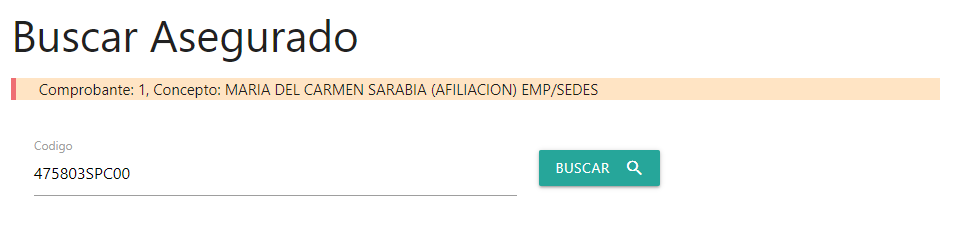 Buscar Asegurado
Comprobante: 1, Concepto: MARIA DEL CARMEN SARABIA (AFILIACION) EMP/SEDES
Codigo
475803SPC00
BUSCAR